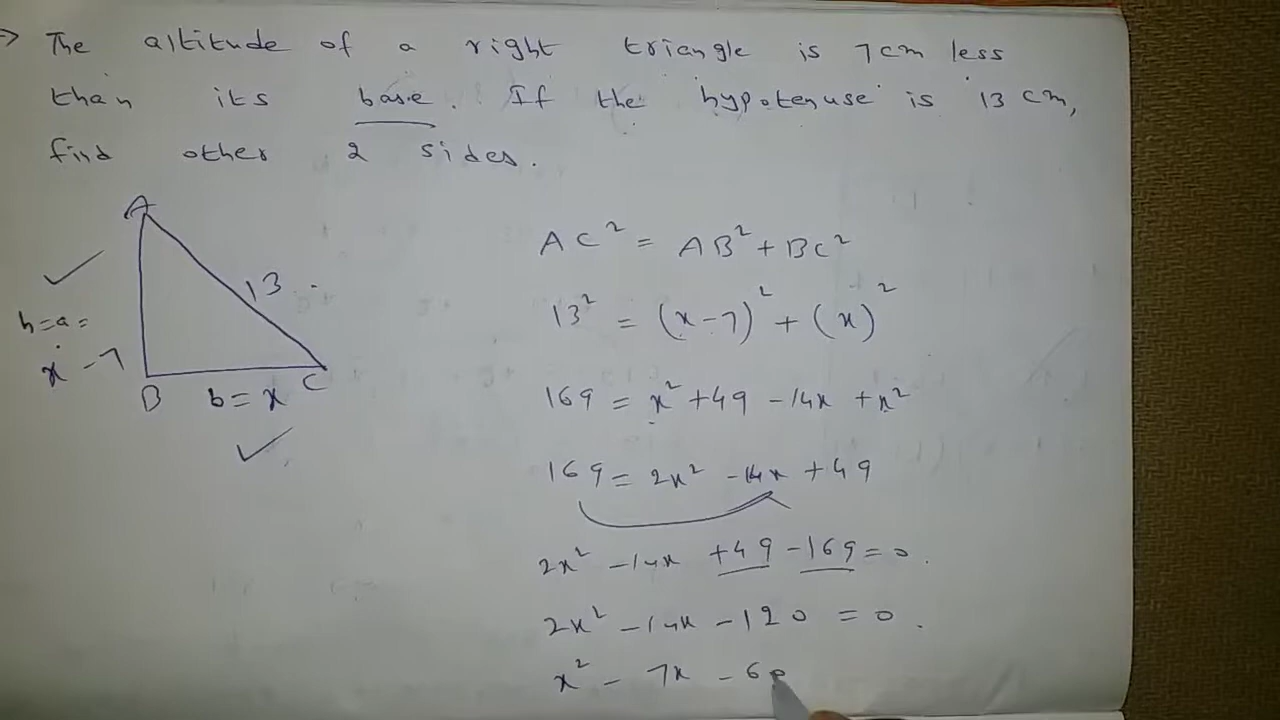 → The altitude of a right triangle is 7cm less
than its base. If the hypotenuse is 13 cm,
find other 2 sides.
A
13
h=a=
x-7
B
b=x
C
AC² = AB² + BC²
13² = (x-7)² + (x)²
169 = x² +49 -14x +x²
169 = 2x² -14x +49
2x² -14x +49 -169 = 0.
2x² -14x -120 = 0.
x² - 7x - 60